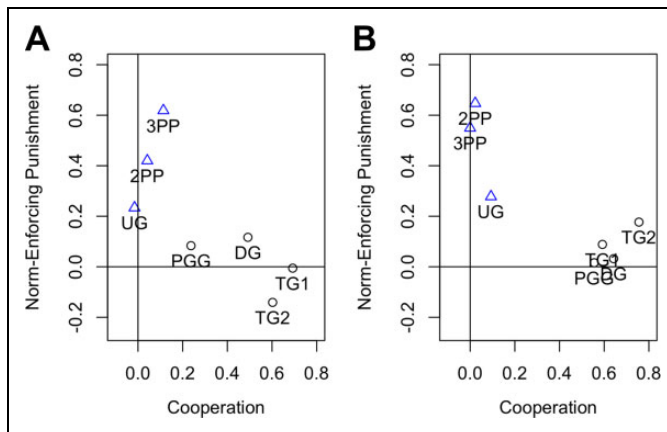 A
Norm-Enforcing Punishment
0.8
0.6
0.4
0.2
0.0
-0.2
3PP
2PP
UG
PGG
DG
TG1
TG2
0.0 0.2 0.4 0.6 0.8
Cooperation
B
Norm-Enforcing Punishment
0.8
0.6
0.4
0.2
0.0
-0.2
2PP
3PP
UG
TG2
TG1
PGG
DG
0.0 0.2 0.4 0.6 0.8
Cooperation